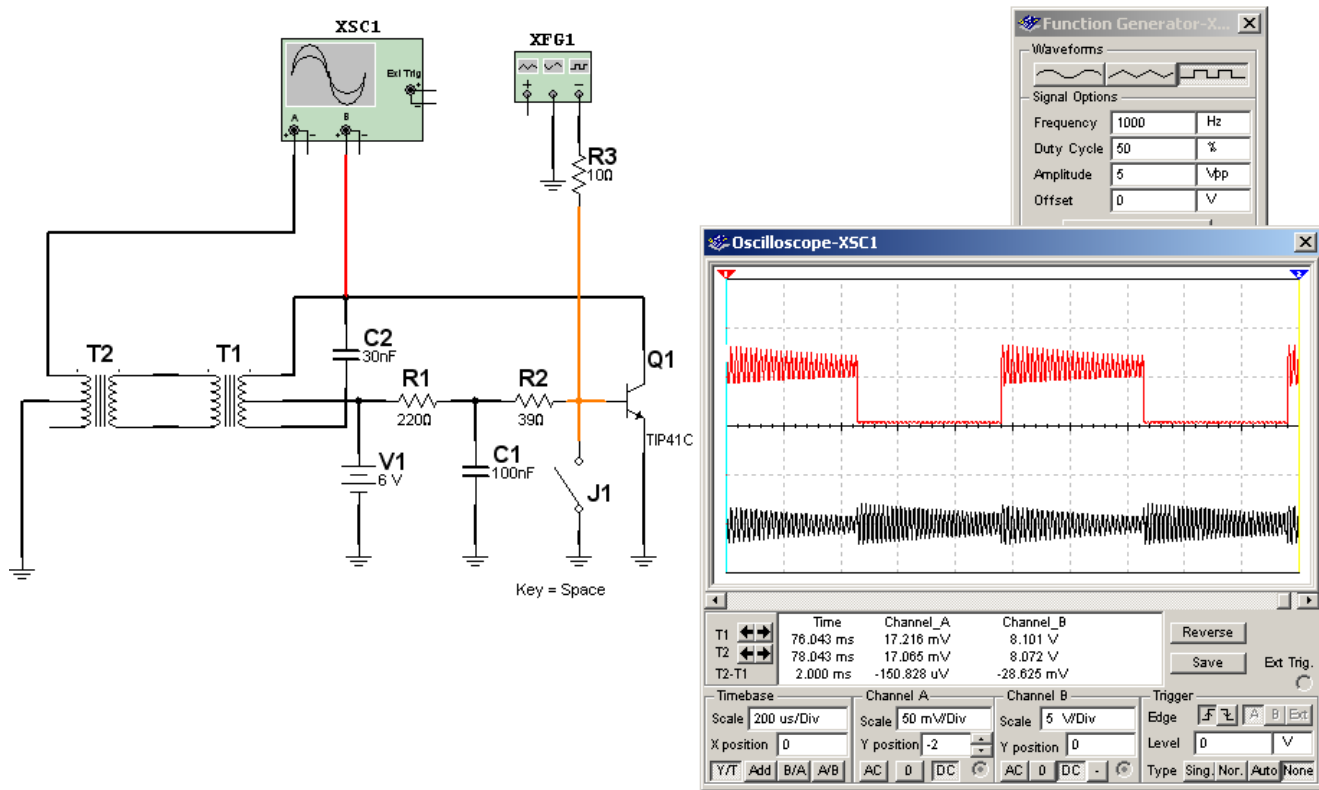 XSC1
Ext Trig
+
-
A
B
+
-
+
-
XFG1
+
-
R3
10Ω
T2
T1
C2
30nF
R1
220Ω
R2
39Ω
Q1
TIP41C
V1
6 V
C1
100nF
J1
Key = Space
Function Generator-X...
Waveforms
Signal Options
Frequency 1000 Hz
Duty Cycle 50 %
Amplitude 5 Vpp
Offset 0 V
Oscilloscope-XSC1
1
2
Time Channel_A Channel_B
T1 76.043 ms 17.216 mV 8.101 V
T2 78.043 ms 17.065 mV 8.072 V
T2-T1 2.000 ms -150.828 uV -28.625 mV
Reverse
Save
Ext Trig.
Timebase
Scale 200 us/Div
X position 0
Y/T Add B/A A/B
Channel A
Scale 50 mV/Div
Y position -2
AC 0 DC
Channel B
Scale 5 V/Div
Y position 0
AC 0 DC -
Trigger
Edge A B Ext
Level 0 V
Type Sing. Nor. Auto None